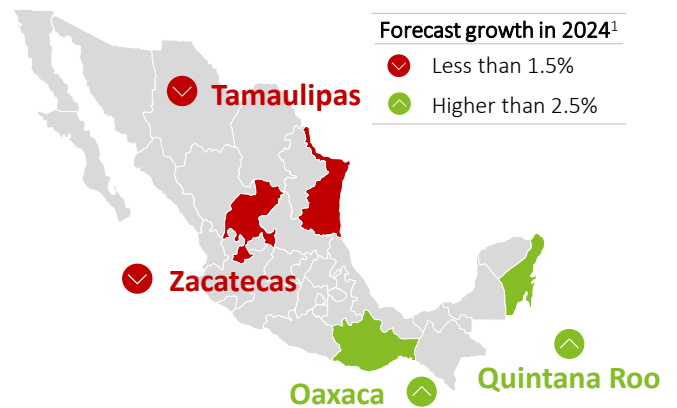 Forecast growth in 2024¹
Less than 1.5%
Higher than 2.5%
Tamaulipas
Zacatecas
Quintana Roo
Oaxaca